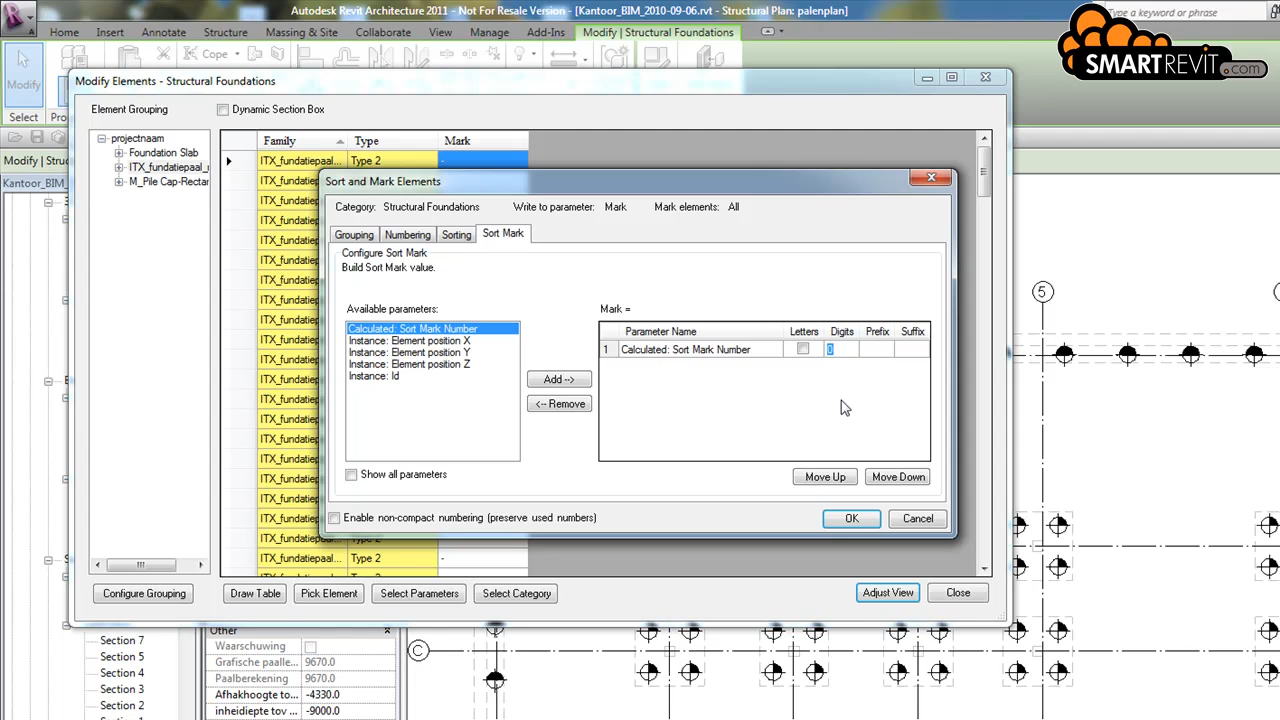 Autodesk Revit Architecture 2011 - Not For Resale Version - [Kantoor_BIM_2010-09-06.rvt - Structural Plan: palenplan]
Type a keyword or phrase
Home Insert Annotate Structure Massing & Site Collaborate View Manage Add-Ins Modify | Structural Foundations
SMARTREVIT.com
Cope
Modify
Select
Modify Elements - Structural Foundations
Element Grouping
Dynamic Section Box
projectnaam
Foundation Slab
ITX_fundatiepaal_
M_Pile Cap-Rectar
Family Type Mark
ITX_fundatiepaal... Type 2 -
Kantoor_BIM_
Sort and Mark Elements
Category: Structural Foundations Write to parameter: Mark Mark elements: All
Grouping Numbering Sorting Sort Mark
Configure Sort Mark
Build Sort Mark value.
Available parameters:
Calculated: Sort Mark Number
Instance: Element position X
Instance: Element position Y
Instance: Element position Z
Instance: Id
Add -->
<-- Remove
Mark =
Parameter Name Letters Digits Prefix Suffix
1 Calculated: Sort Mark Number 0
Show all parameters
Move Up Move Down
Enable non-compact numbering (preserve used numbers)
OK Cancel
ITX_fundatiepaal... Type 2 -
Configure Grouping Draw Table Pick Element Select Parameters Select Category Adjust View Close
Section 7
Section 5
Section 4
Section 3
Section 2
Other
Waarschuwing
Grafische paalle... 9670.0
Paalberekening 9670.0
Afhakhoogte to... -4330.0
inheidiepte tov -9000.0
5
C